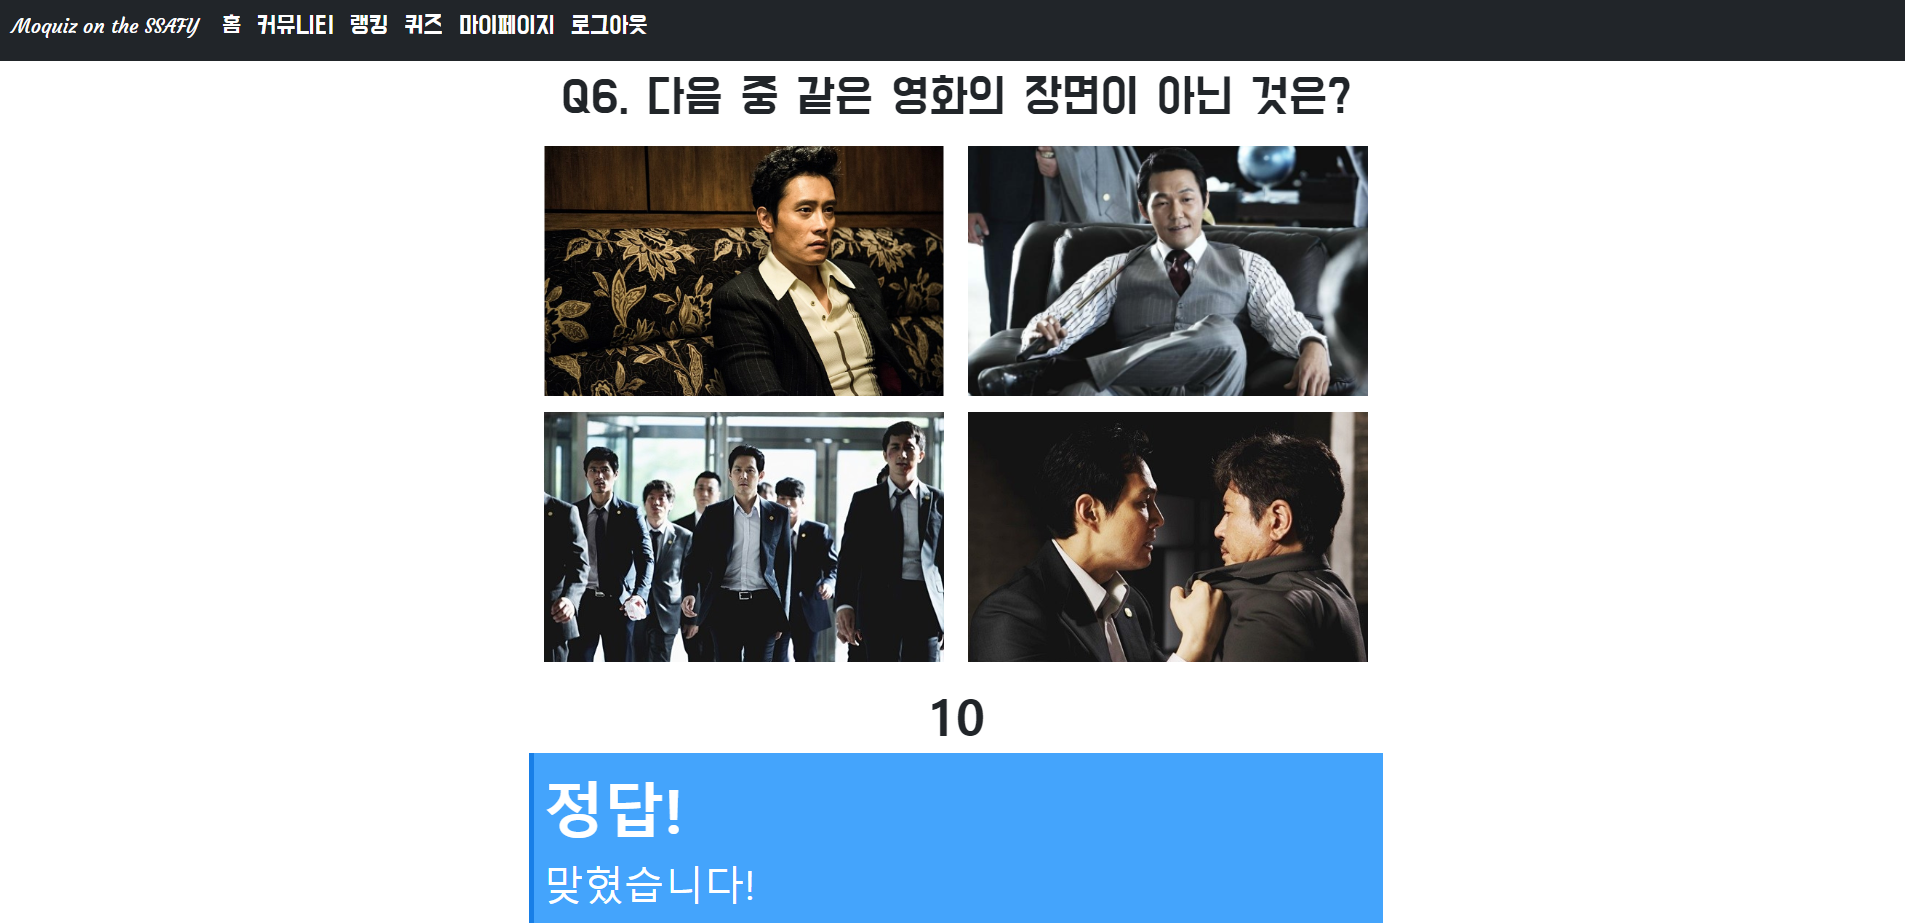 Moquiz on the SSAFY 홈 커뮤니티 랭킹 퀴즈 마이페이지 로그아웃
Q6. 다음 중 같은 영화의 장면이 아닌 것은?
10
정답!
맞혔습니다!